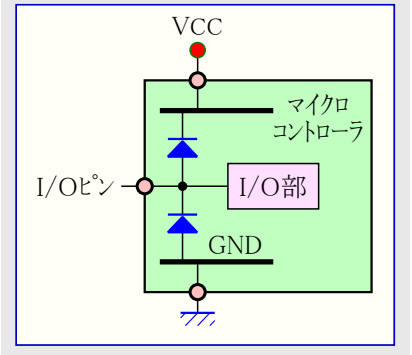 VCC
マイクロ
コントローラ
I/Oピン
I/O部
GND